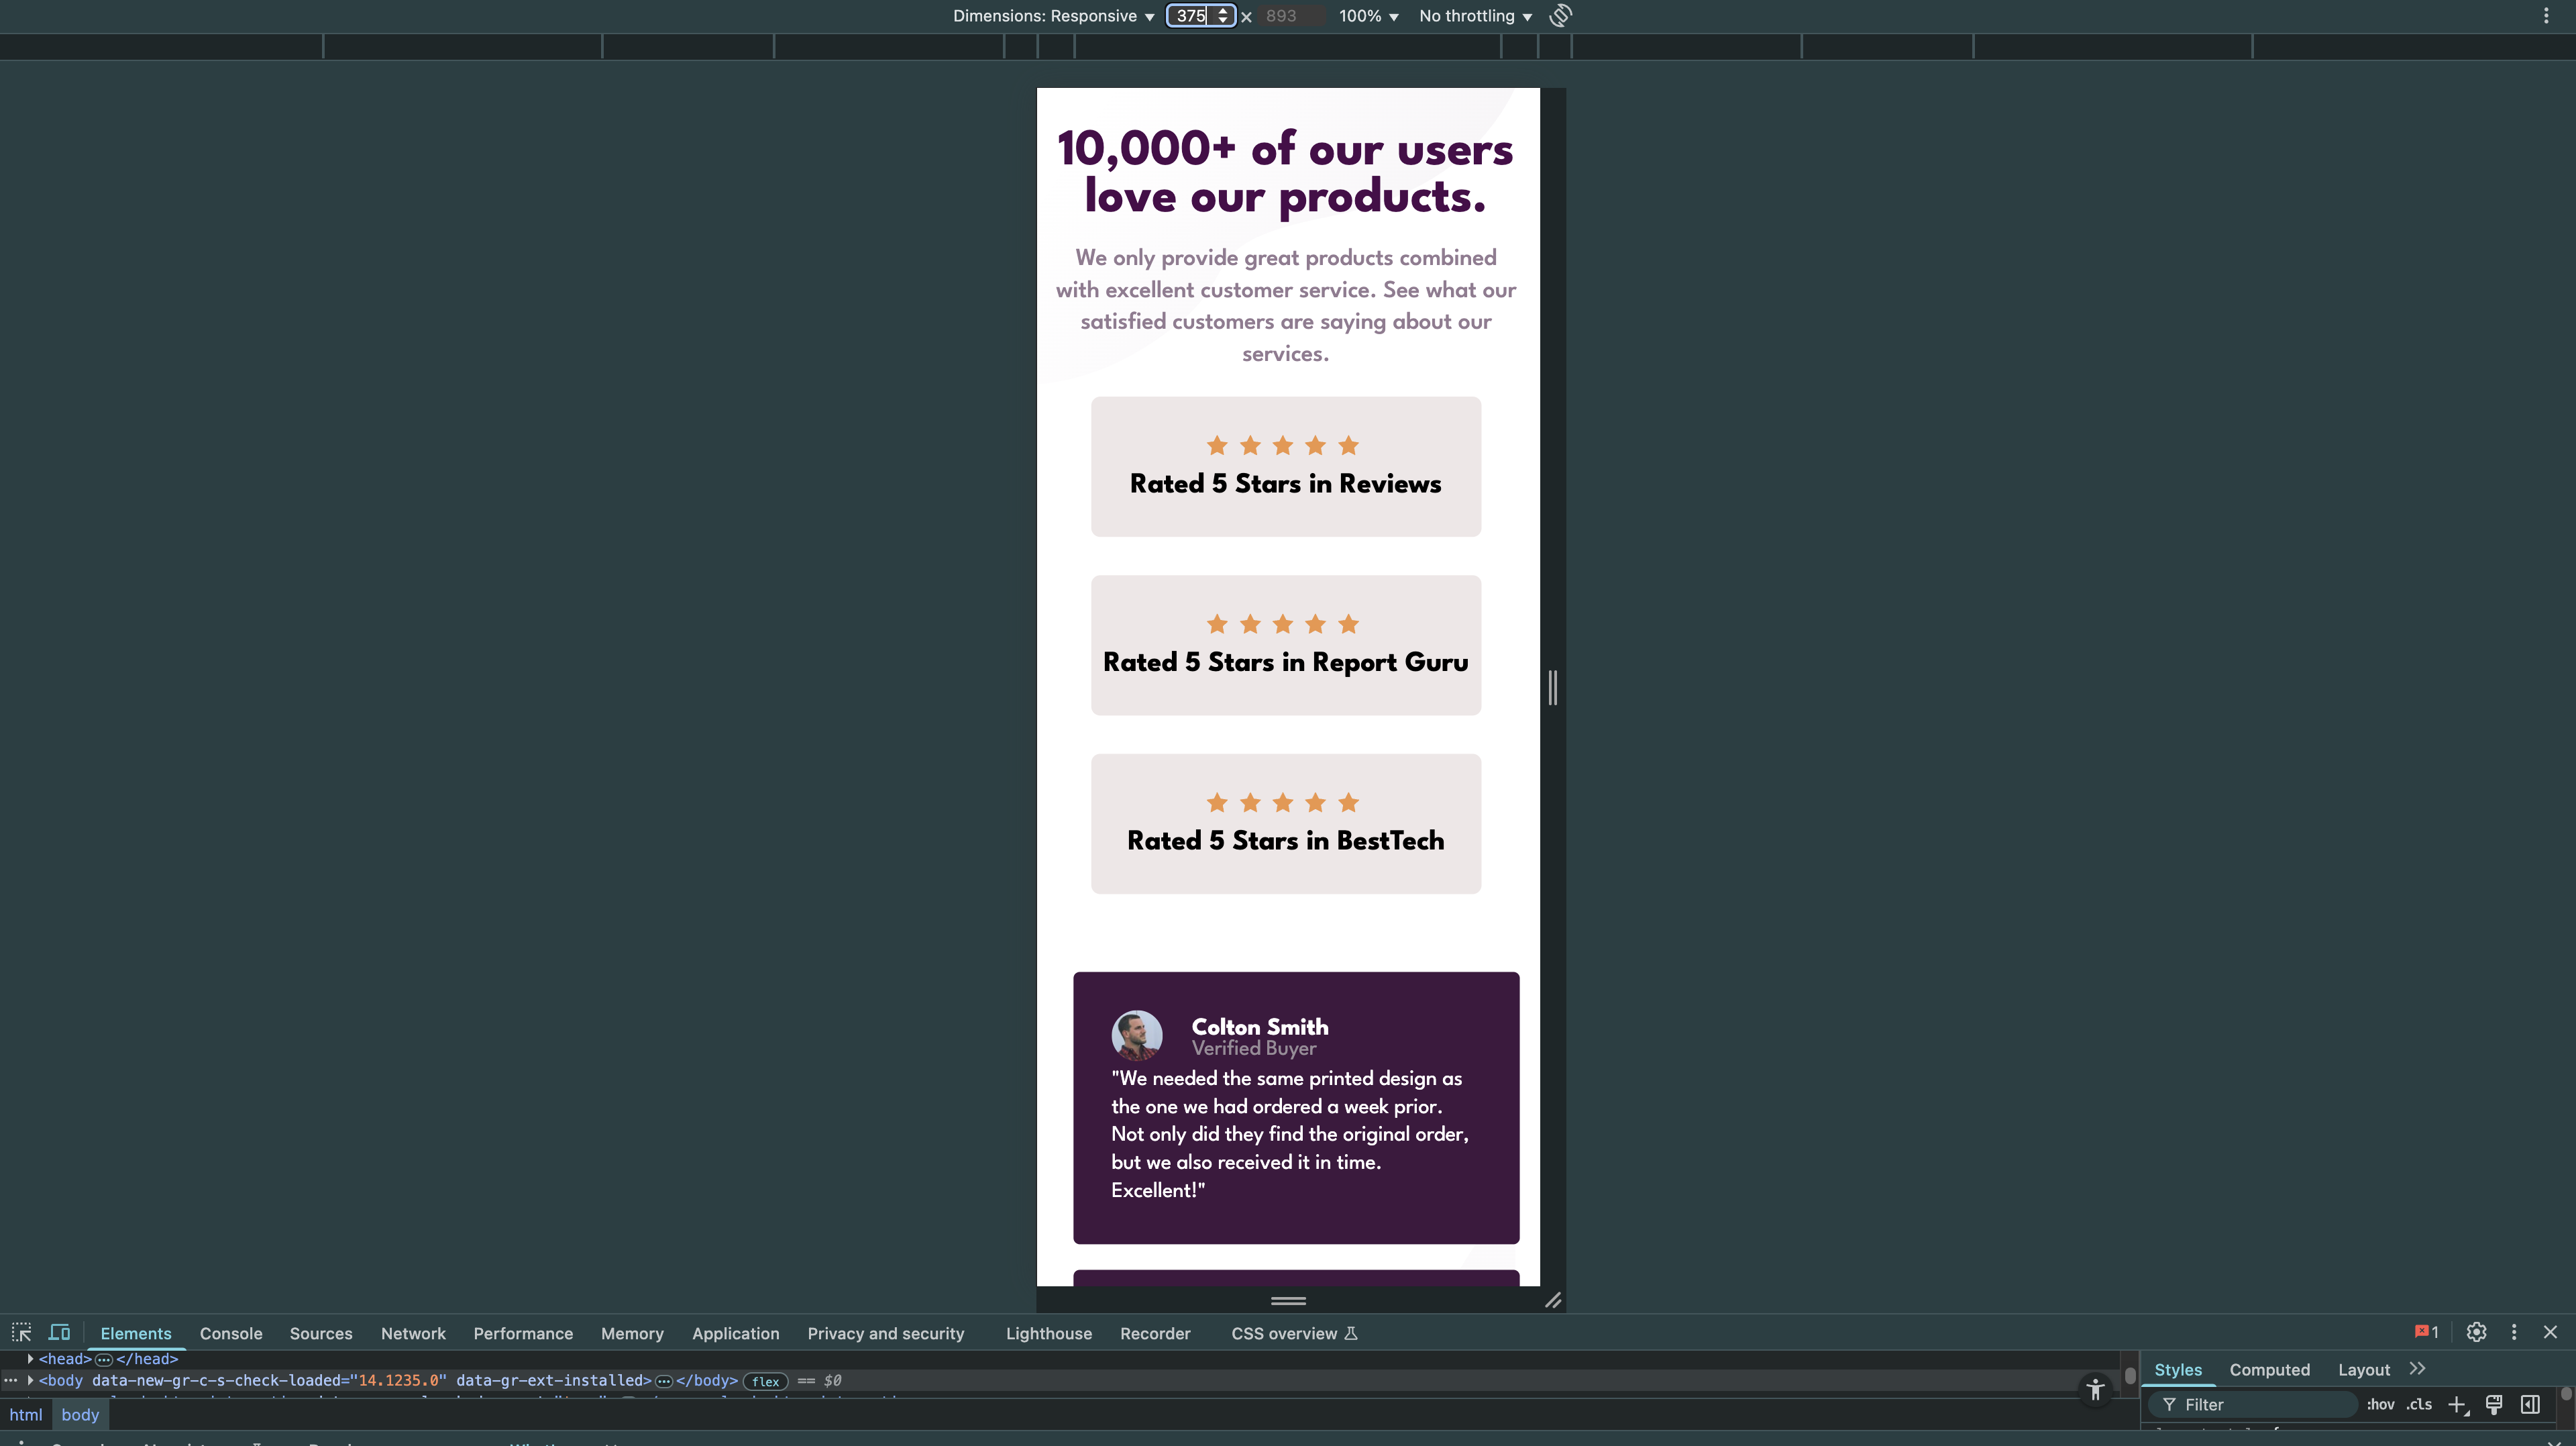 Dimensions: Responsive 375 × 893 100% No throttling
10,000+ of our users
love our products.
We only provide great products combined
with excellent customer service. See what our
satisfied customers are saying about our
services.
Rated 5 Stars in Reviews
Rated 5 Stars in Report Guru
Rated 5 Stars in BestTech
Colton Smith
Verified Buyer
"We needed the same printed design as
the one we had ordered a week prior.
Not only did they find the original order,
but we also received it in time.
Excellent!"
Elements Console Sources Network Performance Memory Application Privacy and security Lighthouse Recorder CSS overview 1
<head>…</head>
… <body data-new-gr-c-s-check-loaded="14.1235.0" data-gr-ext-installed>…</body> flex == $0
html body
Styles Computed Layout
Filter :hov .cls